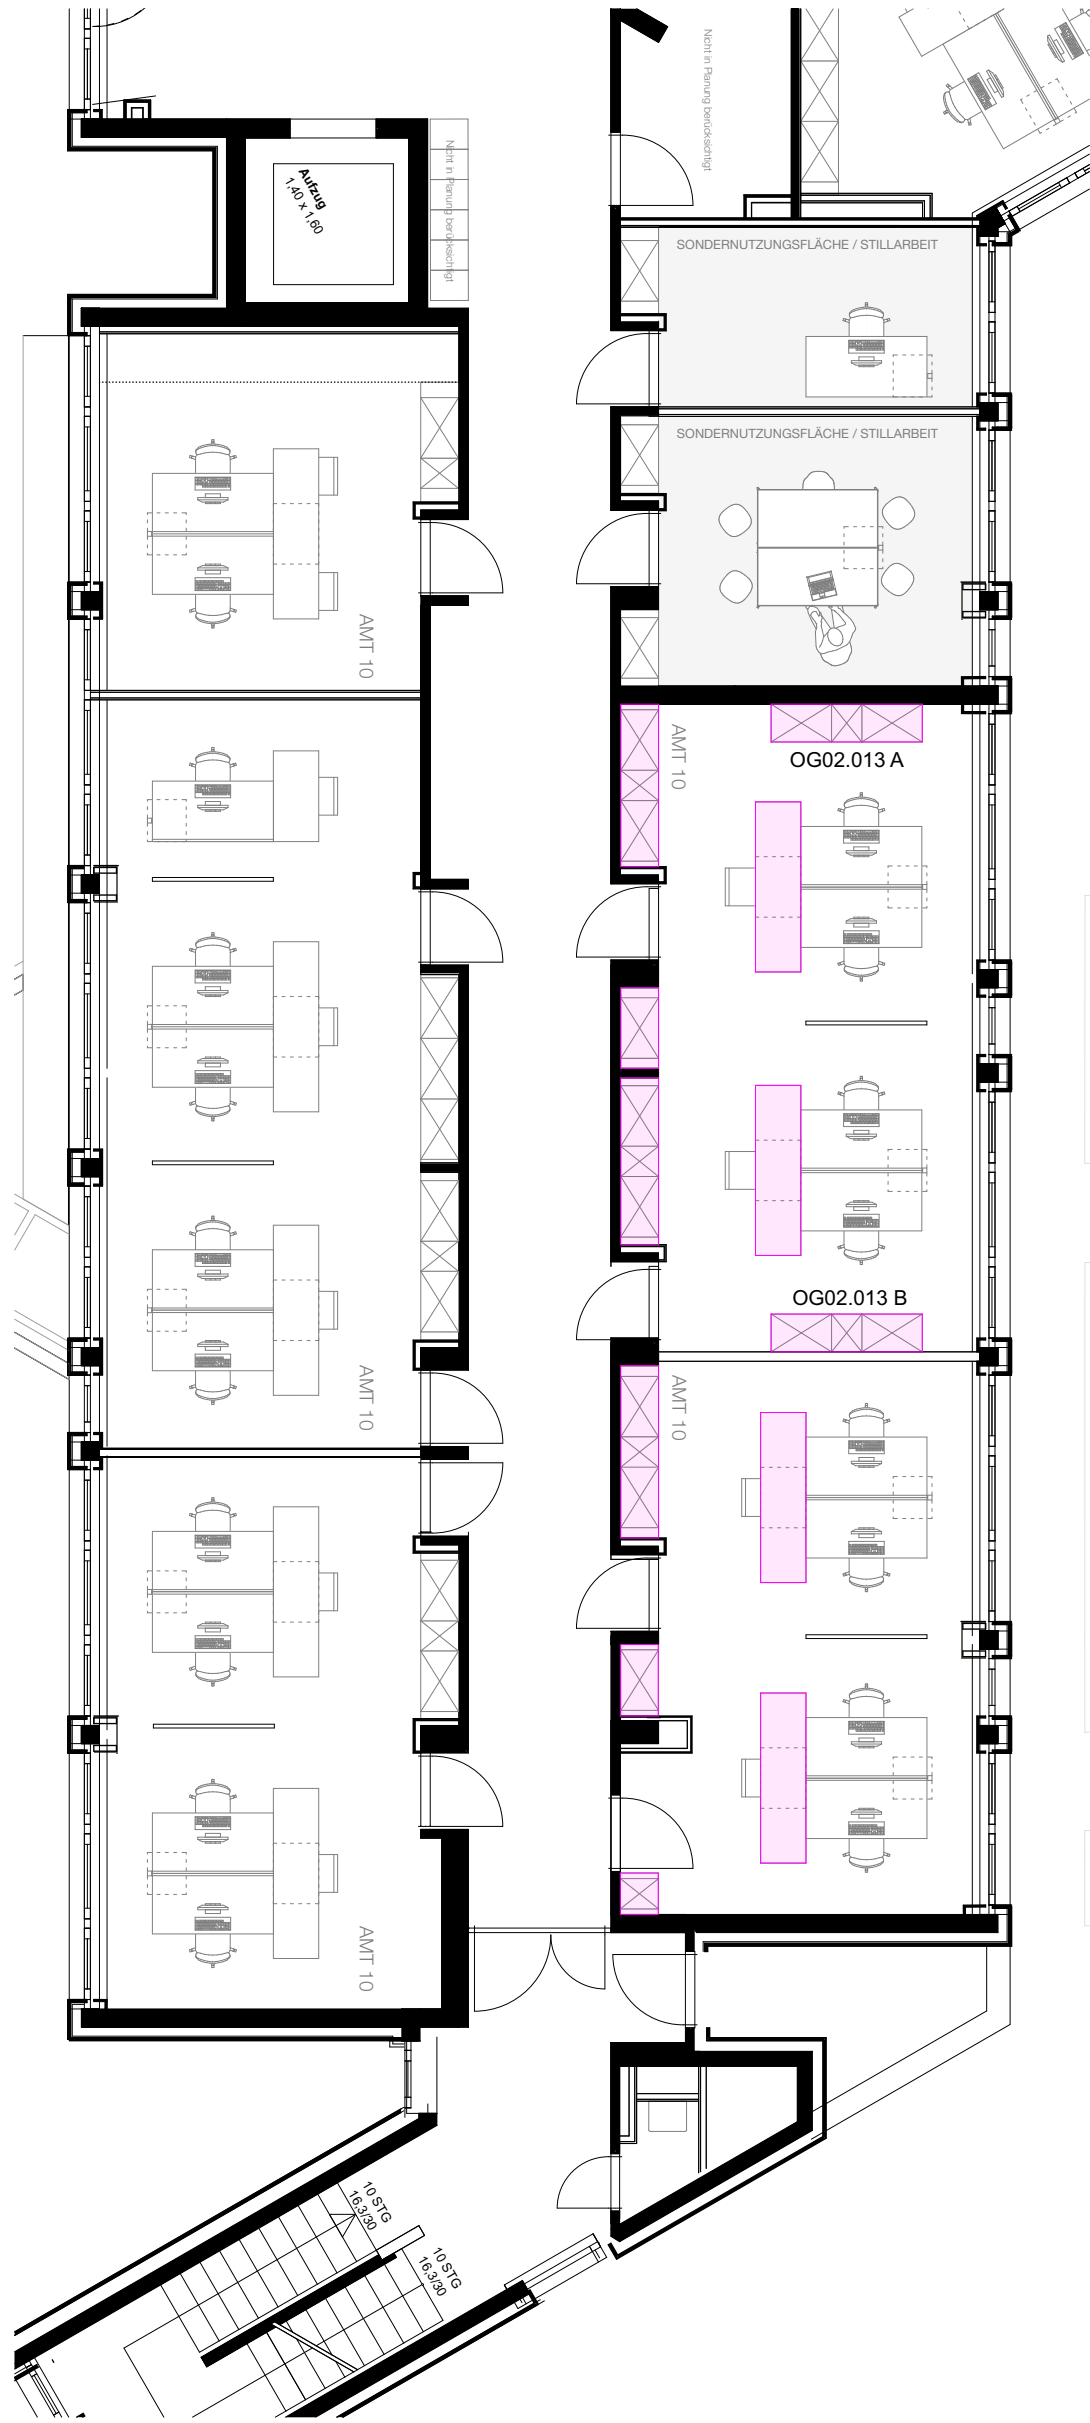 Nicht in Planung berücksichtigt
Nicht in Planung berücksichtigt
Aufzug
1,40 x 1,60
SONDERNUTZUNGSFLÄCHE / STILLARBEIT
SONDERNUTZUNGSFLÄCHE / STILLARBEIT
AMT 10
AMT 10
OG02.013 A
OG02.013 B
AMT 10
AMT 10
AMT 10
10 STG
16,3/30
10 STG
16,3/30